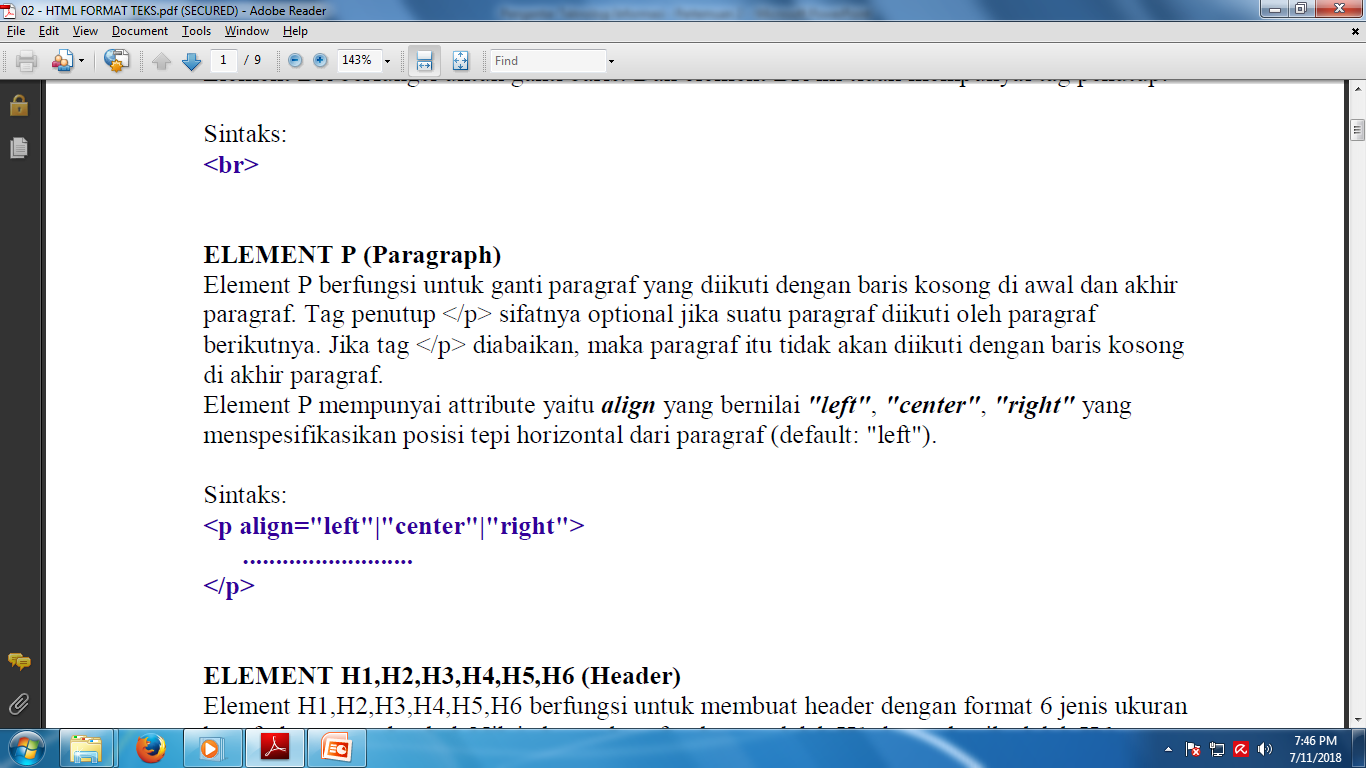 02 - HTML FORMAT TEKS.pdf (SECURED) - Adobe Reader
File Edit View Document Tools Window Help
1 / 9 143% Find
Sintaks:
<br>
ELEMENT P (Paragraph)
Element P berfungsi untuk ganti paragraf yang diikuti dengan baris kosong di awal dan akhir
paragraf. Tag penutup </p> sifatnya optional jika suatu paragraf diikuti oleh paragraf
berikutnya. Jika tag </p> diabaikan, maka paragraf itu tidak akan diikuti dengan baris kosong
di akhir paragraf.
Element P mempunyai attribute yaitu align yang bernilai "left", "center", "right" yang
menspesifikasikan posisi tepi horizontal dari paragraf (default: "left").
Sintaks:
<p align="left"|"center"|"right">
..........................
</p>
ELEMENT H1,H2,H3,H4,H5,H6 (Header)
Element H1,H2,H3,H4,H5,H6 berfungsi untuk membuat header dengan format 6 jenis ukuran
7:46 PM
7/11/2018